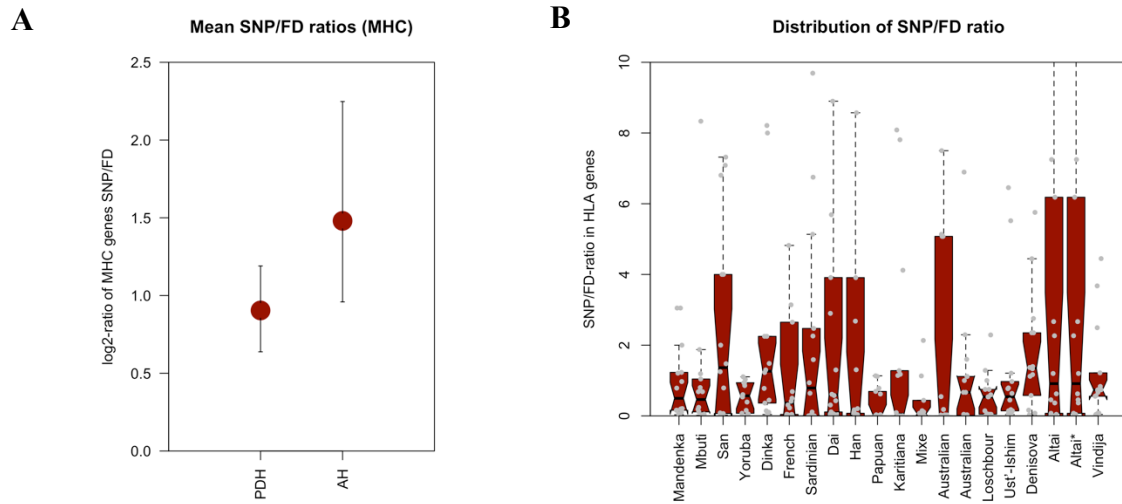 A
Mean SNP/FD ratios (MHC)
log2-ratio of MHC genes SNP/FD
2.5
2.0
1.5
1.0
0.5
0.0
PDH
AH
B
Distribution of SNP/FD ratio
SNP/FD-ratio in HLA genes
10
8
6
4
2
0
Mandenka
Mbuti
San
Yoruba
Dinka
French
Sardinian
Dai
Han
Papuan
Karitiana
Mixe
Australian
Australian
Loschbour
Ust'-Ishim
Denisova
Altai
Altai*
Vindija